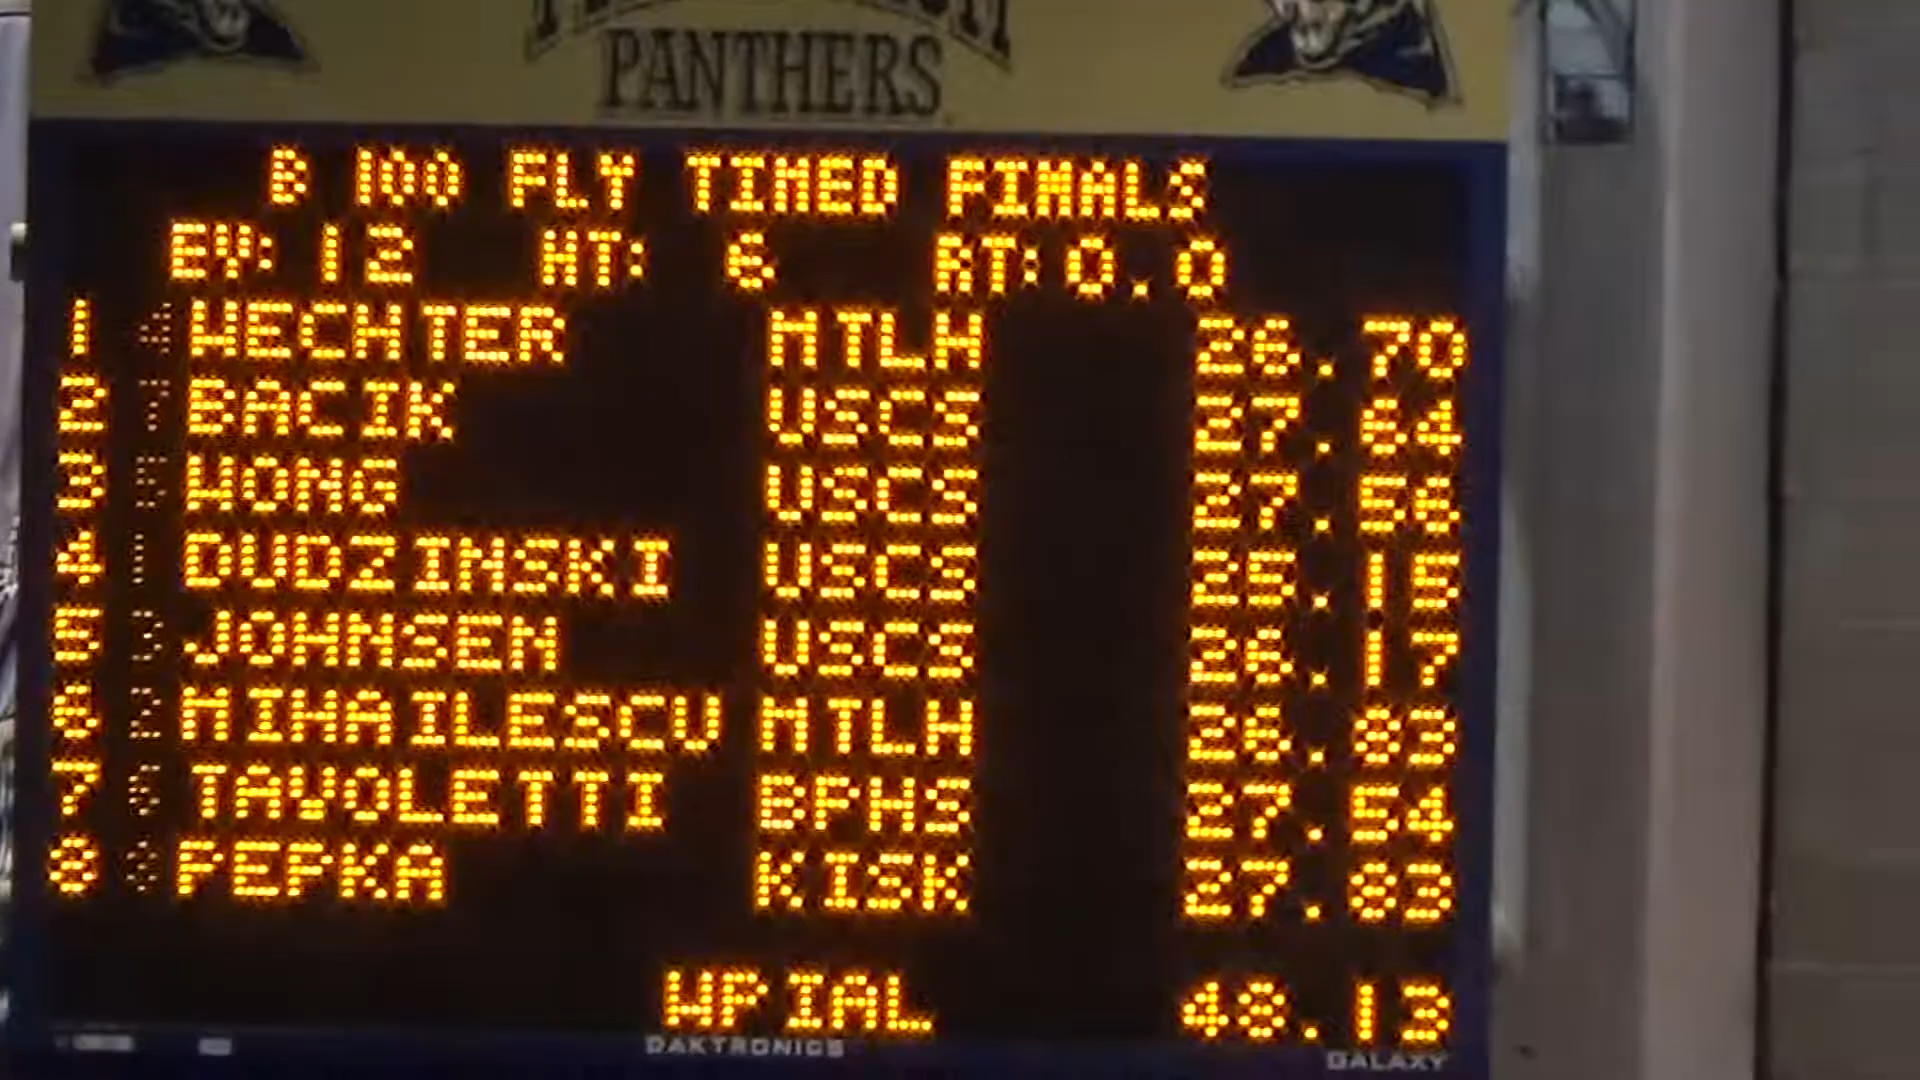 PANTHERS
B 100 FLY TIMED FINALS
EV: 12 HT: 6 RT: 0.0
1 4 WECHTER MTLH 26.70
2 7 BACIK USCS 27.64
3 5 WONG USCS 27.56
4 1 DUDZINSKI USCS 25.15
5 3 JOHNSEN USCS 26.17
6 2 MIHAILESCU MTLH 26.83
7 6 TAVOLETTI BPHS 27.54
8 8 PEPKA KISK 27.83
WPIAL 48.13
DAKTRONICS
GALAXY